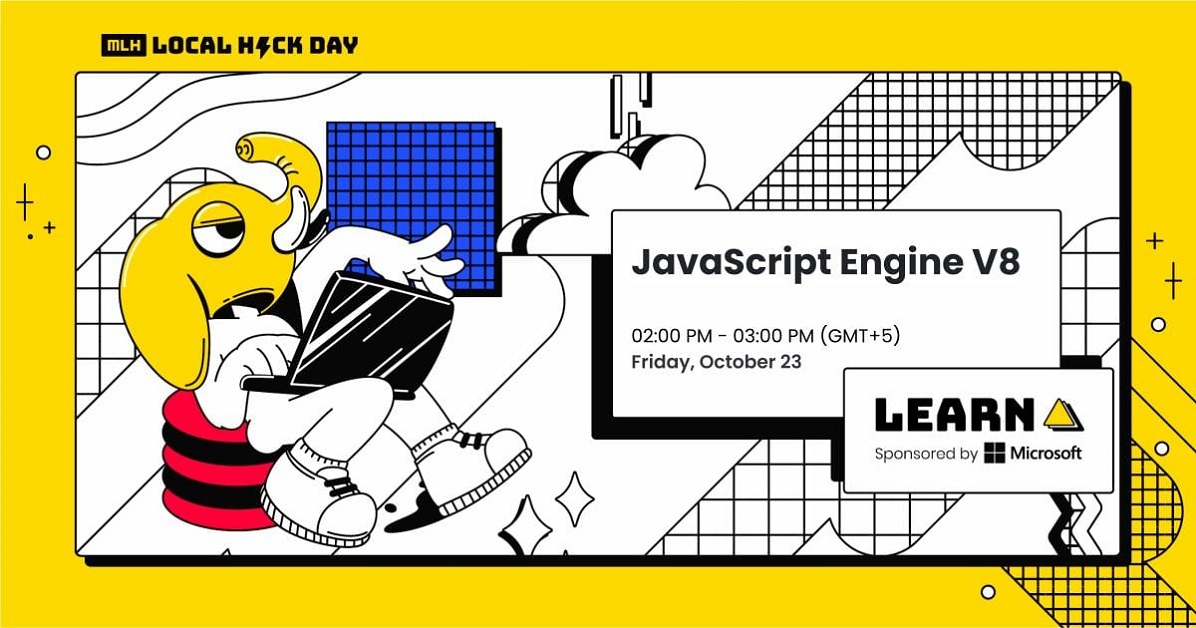 MLH LOCAL HACK DAY
JavaScript Engine V8
02:00 PM - 03:00 PM (GMT+5)
Friday, October 23
LEARN
Sponsored by Microsoft